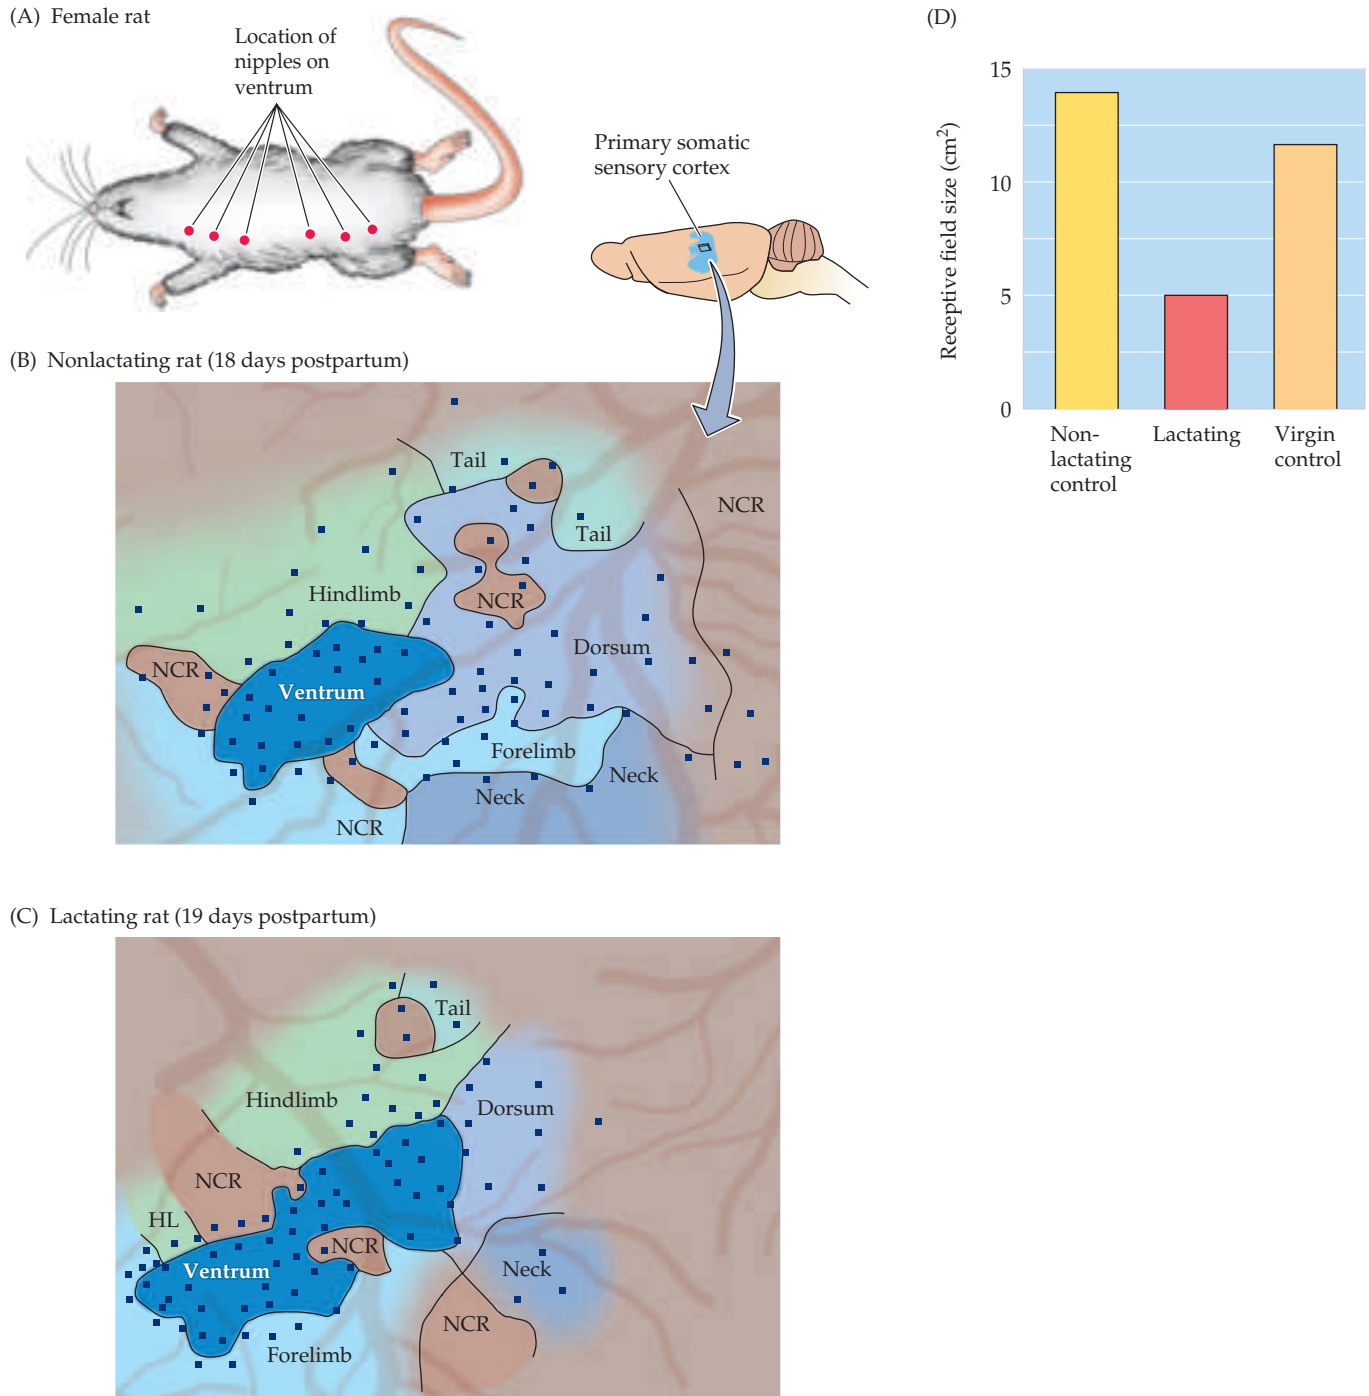 (A) Female rat
Location of
nipples on
ventrum
Primary somatic
sensory cortex
(B) Nonlactating rat (18 days postpartum)
Tail
Tail
NCR
Hindlimb
NCR
NCR
Dorsum
Ventrum
Forelimb
Neck
Neck
NCR
(C) Lactating rat (19 days postpartum)
Tail
Hindlimb
Dorsum
NCR
HL
NCR
Ventrum
Neck
NCR
Forelimb
(D)
Receptive field size (cm²)
15
10
5
0
Non-
lactating
control
Lactating
Virgin
control